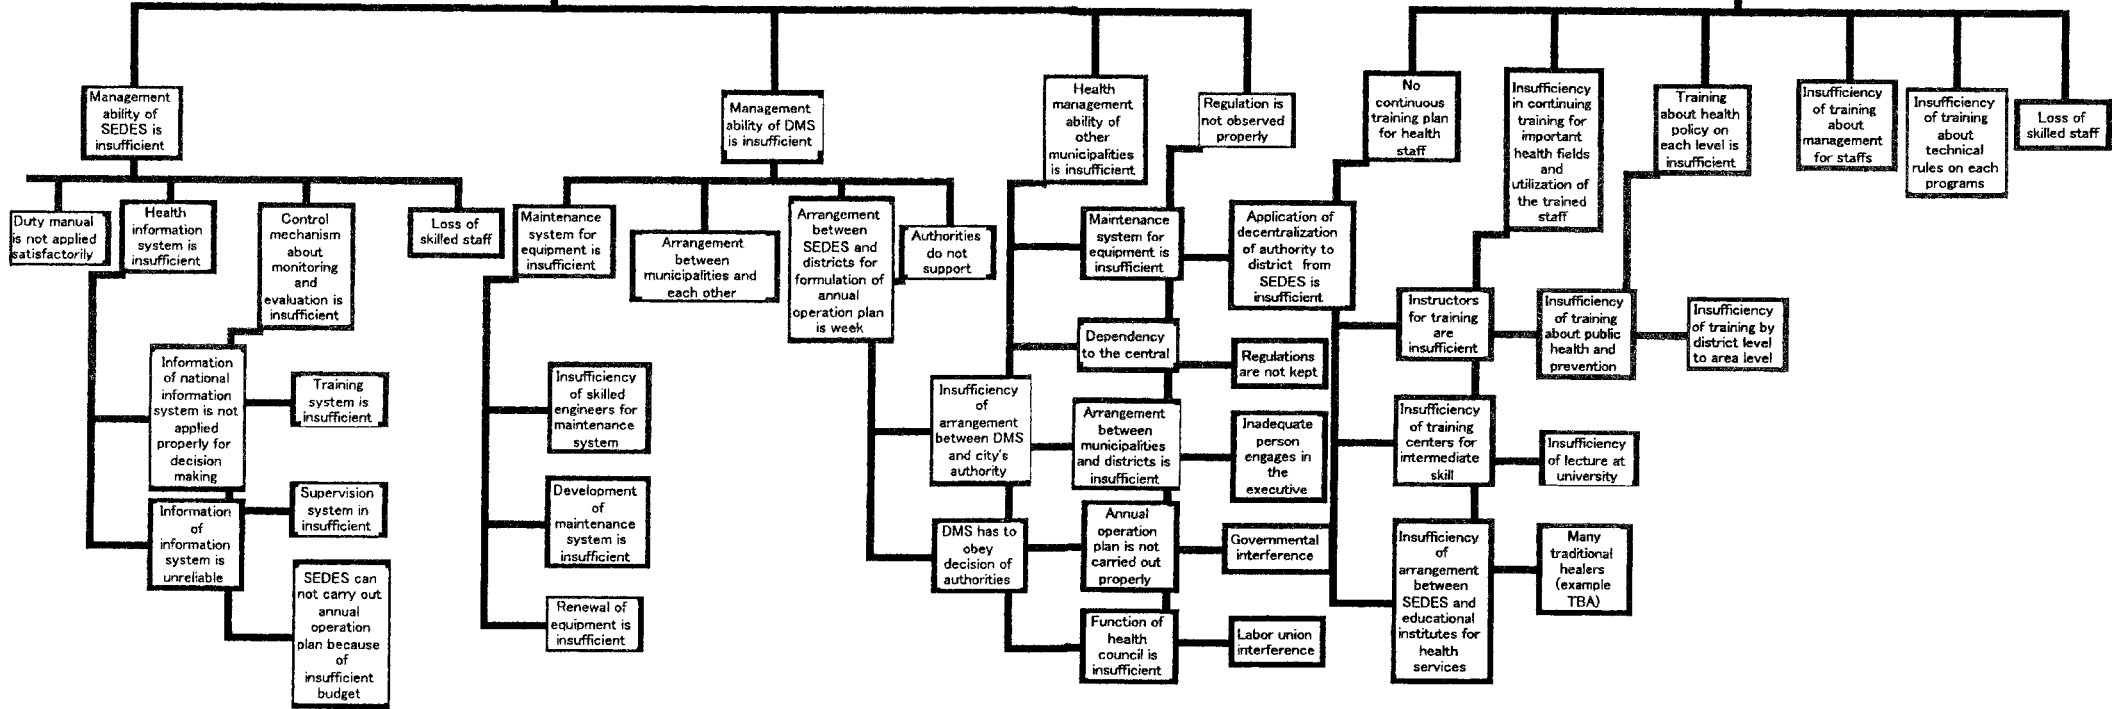 Management
ability of
SEDES is
insufficient
Management
ability of DMS
is insufficient
Health
management
ability of
other
municipalities
is insufficient
Regulation is
not observed
properly
No
continuous
training plan
for health
staff
Insufficiency
in continuing
training for
important
health fields
and
utilization of
the trained
staff
Training
about health
policy on
each level is
insufficient
Insufficiency
of training
about
management
for staffs
Insufficiency
of training
about
technical
rules on each
programs
Loss of
skilled staff
Duty manual
is not applied
satisfactorily
Health
information
system is
insufficient
Control
mechanism
about
monitoring
and
evaluation is
insufficient
Loss of
skilled staff
Maintenance
system for
equipment is
insufficient
Arrangement
between
municipalities and
each other
Arrangement
between
SEDES and
districts for
formulation of
annual
operation plan
is week
Authorities
do not
support
Maintenance
system for
equipment is
insufficient
Application of
decentralization
of authority to
district from
SEDES is
insufficient
Information
of national
information
system is not
applied
properly for
decision
making
Training
system is
insufficient
Information
of
information
system is
unreliable
Supervision
system in
insufficient
SEDES can
not carry out
annual
operation
plan because
of
insufficient
budget
Insufficiency
of skilled
engineers for
maintenance
system
Development
of
maintenance
system is
insufficient
Renewal of
equipment is
insufficient
Insufficiency
of
arrangement
between DMS
and city's
authority
DMS has to
obey
decision of
authorities
Dependency
to the central
Regulations
are not kept
Arrangement
between
municipalities
and districts is
insufficient
Inadequate
person
engages in
the
executive
Annual
operation
plan is not
carried out
properly
Governmental
interference
Function of
health
council is
insufficient
Labor union
interference
Instructors
for training
are
insufficient
Insufficiency
of training
about public
health and
prevention
Insufficiency
of training by
district level
to area level
Insufficiency
of training
centers for
intermediate
skill
Insufficiency
of lecture at
university
Insufficiency
of
arrangement
between
SEDES and
educational
institutes for
health
services
Many
traditional
healers
(example
TBA)